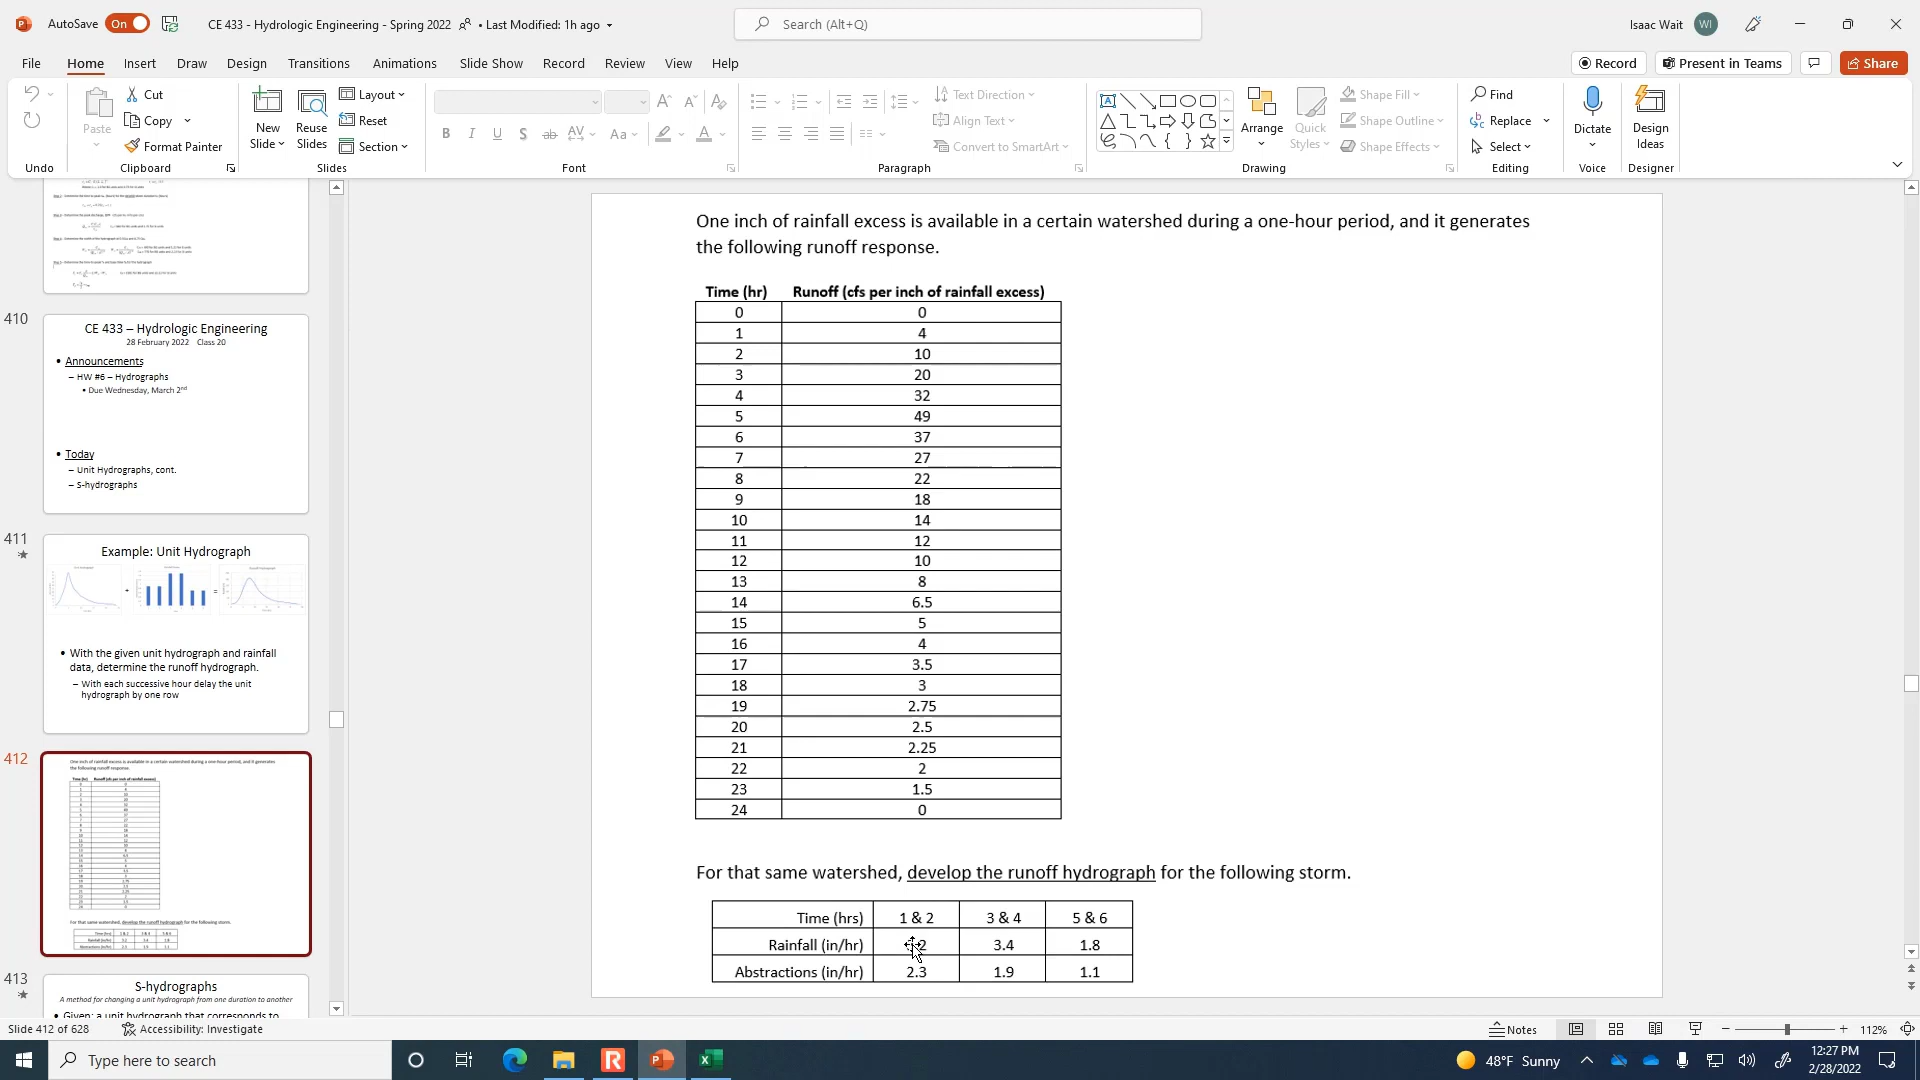 AutoSave On CE 433 - Hydrologic Engineering - Spring 2022 • Last Modified: 1h ago Search (Alt+Q) Isaac Wait WI
File Home Insert Draw Design Transitions Animations Slide Show Record Review View Help Record Present in Teams Share
Undo
Paste Cut Copy Format Painter Clipboard
New Slide Reuse Slides Layout Reset Section Slides
Font
Text Direction Align Text Convert to SmartArt Paragraph
Arrange Quick Styles Shape Fill Shape Outline Shape Effects Drawing
Find Replace Select Editing
Dictate Voice
Design Ideas Designer
410
CE 433 – Hydrologic Engineering
28 February 2022 Class 20
• Announcements
– HW #6 – Hydrographs
• Due Wednesday, March 2nd
• Today
– Unit Hydrographs, cont.
– S-hydrographs
411
Example: Unit Hydrograph
+ =
• With the given unit hydrograph and rainfall
data, determine the runoff hydrograph.
– With each successive hour delay the unit
hydrograph by one row
412
413
S-hydrographs
A method for changing a unit hydrograph from one duration to another
• Given: a unit hydrograph that corresponds to
One inch of rainfall excess is available in a certain watershed during a one-hour period, and it generates
the following runoff response.
Time (hr) Runoff (cfs per inch of rainfall excess)
0 0
1 4
2 10
3 20
4 32
5 49
6 37
7 27
8 22
9 18
10 14
11 12
12 10
13 8
14 6.5
15 5
16 4
17 3.5
18 3
19 2.75
20 2.5
21 2.25
22 2
23 1.5
24 0
For that same watershed, develop the runoff hydrograph for the following storm.
Time (hrs) 1 & 2 3 & 4 5 & 6
Rainfall (in/hr) 3.4 1.8
Abstractions (in/hr) 2.3 1.9 1.1
Slide 412 of 628 Accessibility: Investigate Notes 112%
Type here to search 48°F Sunny 12:27 PM
2/28/2022